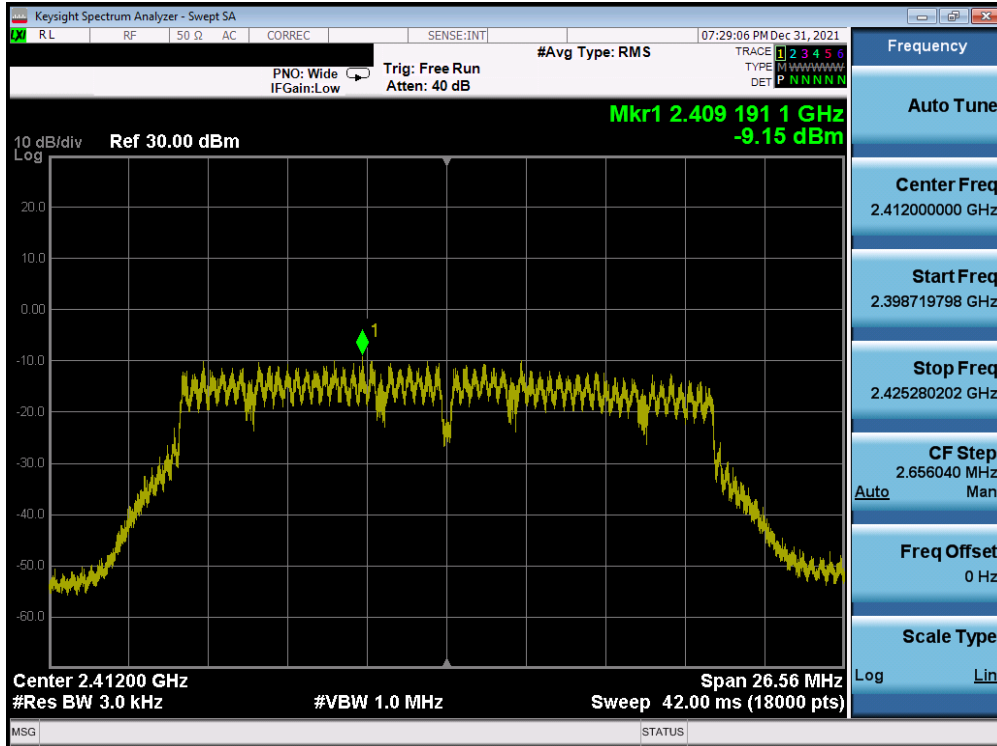 Keysight Spectrum Analyzer - Swept SA
LXI RL RF 50 Ω AC CORREC SENSE:INT 07:29:06 PM Dec 31, 2021
#Avg Type: RMS TRACE 1 2 3 4 5 6
PNO: Wide Trig: Free Run TYPE M W W W W W
IFGain:Low Atten: 40 dB DET P N N N N N
Mkr1 2.409 191 1 GHz
-9.15 dBm
10 dB/div Ref 30.00 dBm
Log
20.0
10.0
0.00
1
-10.0
-20.0
-30.0
-40.0
-50.0
-60.0
Center 2.41200 GHz Span 26.56 MHz
#Res BW 3.0 kHz #VBW 1.0 MHz Sweep 42.00 ms (18000 pts)
MSG STATUS
Frequency
Auto Tune
Center Freq
2.412000000 GHz
Start Freq
2.398719798 GHz
Stop Freq
2.425280202 GHz
CF Step
2.656040 MHz
Auto Man
Freq Offset
0 Hz
Scale Type
Log Lin